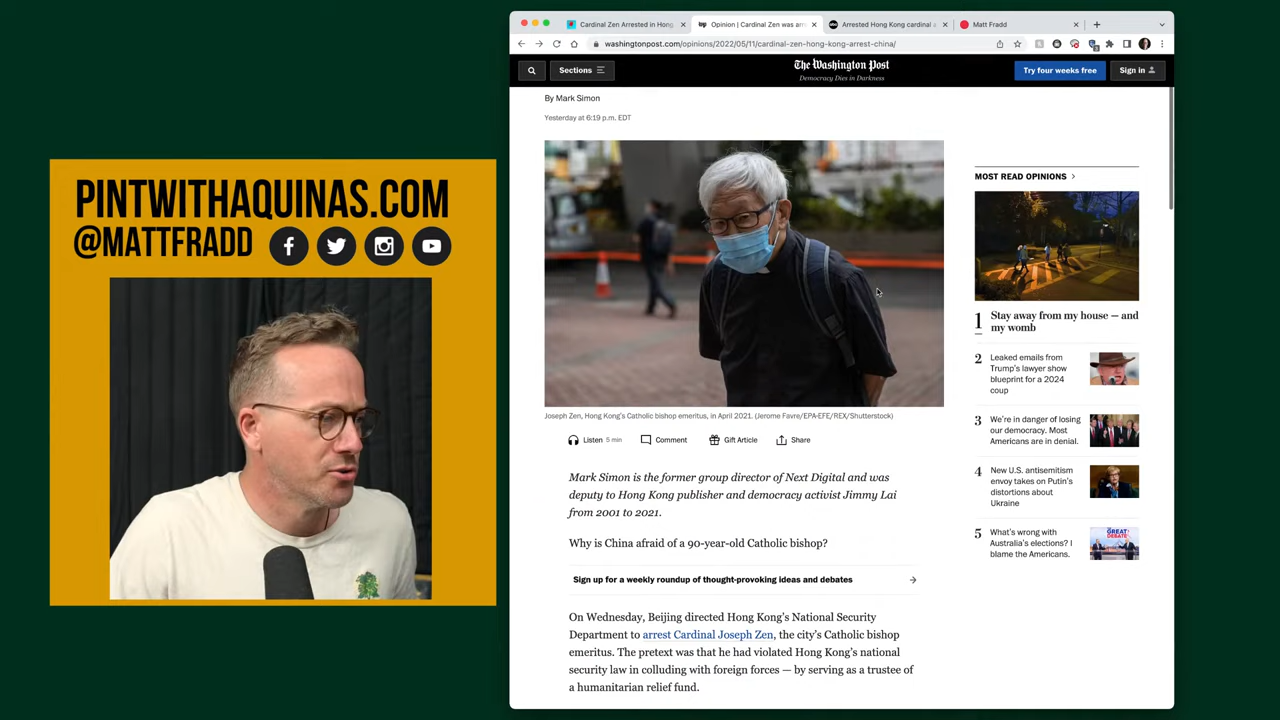 PINTWITHAQUINAS.COM
@MATTFRADD
Cardinal Zen Arrested in Hong
Opinion | Cardinal Zen was arr
Arrested Hong Kong cardinal a
Matt Fradd
washingtonpost.com/opinions/2022/05/11/cardinal-zen-hong-kong-arrest-china/
Sections
The Washington Post
Democracy Dies in Darkness
Try four weeks free
Sign in
By Mark Simon
Yesterday at 6:19 p.m. EDT
Joseph Zen, Hong Kong's Catholic bishop emeritus, in April 2021. (Jerome Favre/EPA-EFE/REX/Shutterstock)
Listen 5 min
Comment
Gift Article
Share
Mark Simon is the former group director of Next Digital and was
deputy to Hong Kong publisher and democracy activist Jimmy Lai
from 2001 to 2021.
Why is China afraid of a 90-year-old Catholic bishop?
Sign up for a weekly roundup of thought-provoking ideas and debates
On Wednesday, Beijing directed Hong Kong's National Security
Department to arrest Cardinal Joseph Zen, the city's Catholic bishop
emeritus. The pretext was that he had violated Hong Kong's national
security law in colluding with foreign forces — by serving as a trustee of
a humanitarian relief fund.
MOST READ OPINIONS
1 Stay away from my house — and
my womb
2 Leaked emails from
Trump's lawyer show
blueprint for a 2024
coup
3 We're in danger of losing
our democracy. Most
Americans are in denial.
4 New U.S. antisemitism
envoy takes on Putin's
distortions about
Ukraine
5 What's wrong with
Australia's elections? I
blame the Americans.